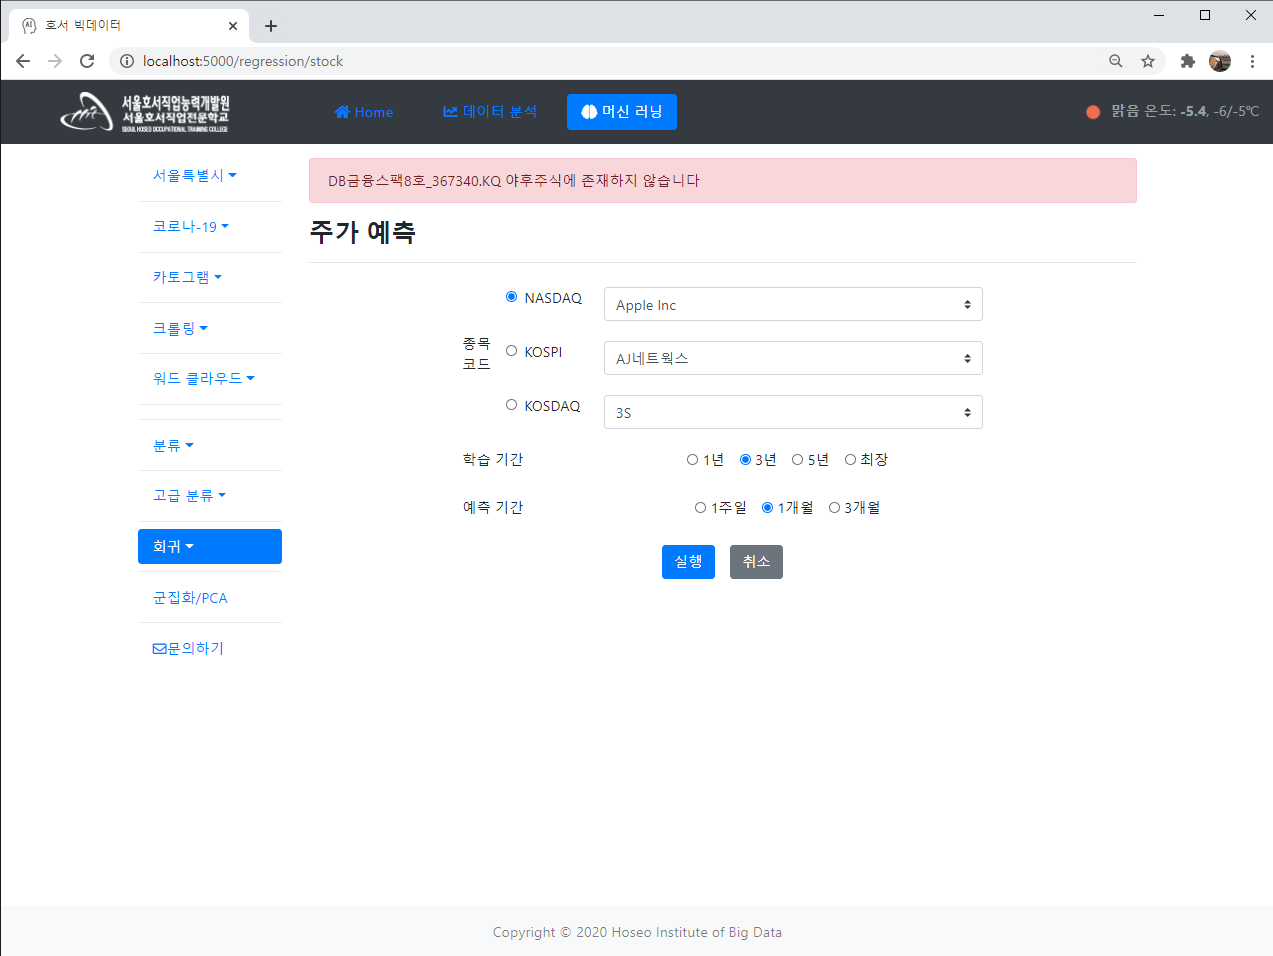 호서 빅데이터
localhost:5000/regression/stock
서울호서직업능력개발원
서울호서직업전문학교
SEOUL HOSEO OCCUPATIONAL TRAINING COLLEGE
Home
데이터 분석
머신 러닝
맑음 온도: -5.4, -6/-5℃
서울특별시
코로나-19
카토그램
크롤링
워드 클라우드
분류
고급 분류
회귀
군집화/PCA
문의하기
DB금융스팩8호_367340.KQ 야후주식에 존재하지 않습니다
주가 예측
종목
코드
NASDAQ
Apple Inc
KOSPI
AJ네트웍스
KOSDAQ
3S
학습 기간
1년 3년 5년 최장
예측 기간
1주일 1개월 3개월
실행
취소
Copyright © 2020 Hoseo Institute of Big Data